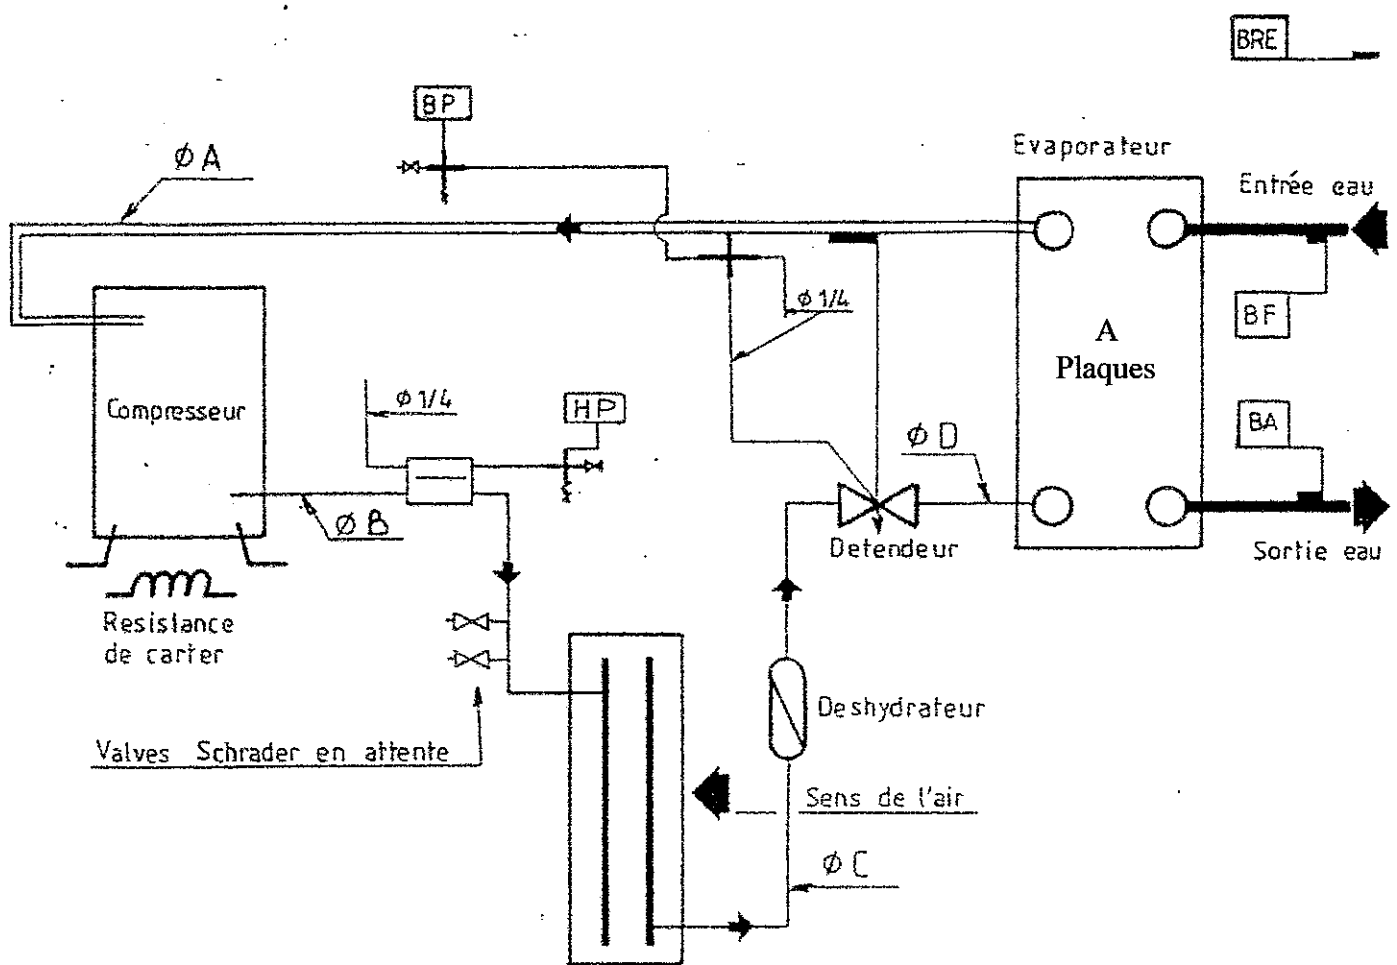 BRE
BP
Evaporateur
Ø A
Entrée eau
Ø 1/4
BF
A
Plaques
Compresseur
Ø 1/4
HP
BA
Ø D
Ø B
Detendeur
Sortie eau
Resistance
de carter
Deshydrateur
Valves Schrader en attente
Sens de l'air
Ø C